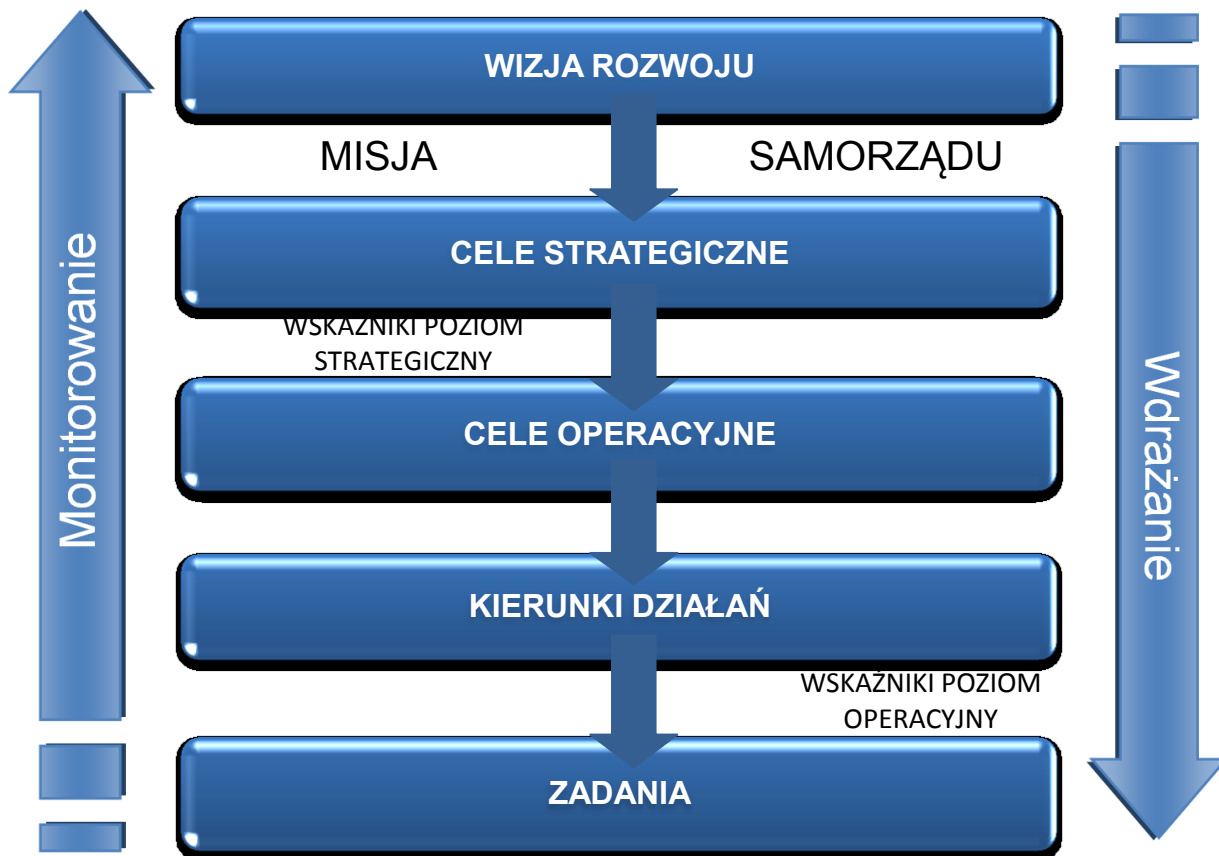 WIZJA ROZWOJU
MISJA SAMORZĄDU
CELE STRATEGICZNE
WSKAŹNIKI POZIOM
STRATEGICZNY
CELE OPERACYJNE
KIERUNKI DZIAŁAŃ
WSKAŹNIKI POZIOM
OPERACYJNY
ZADANIA
Monitorowanie
Wdrażanie